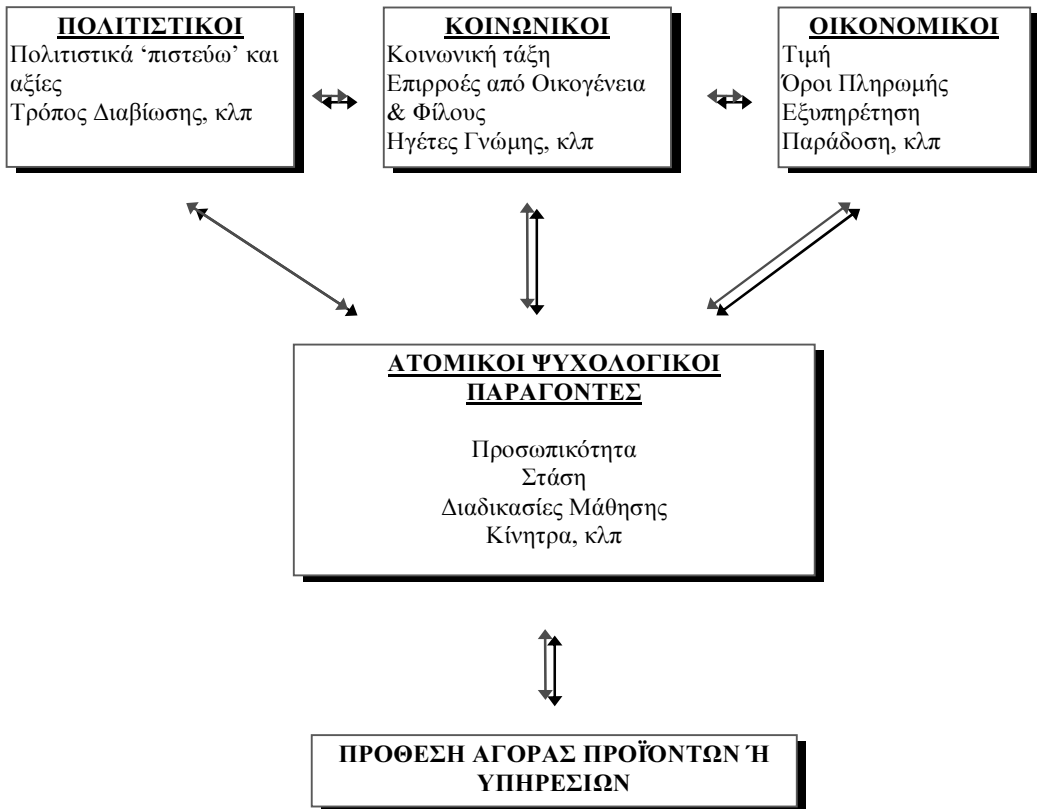 ΠΟΛΙΤΙΣΤΙΚΟΙ
Πολιτιστικά ‘πιστεύω’ και
αξίες
Τρόπος Διαβίωσης, κλπ
ΚΟΙΝΩΝΙΚΟΙ
Κοινωνική τάξη
Επιρροές από Οικογένεια
& Φίλους
Ηγέτες Γνώμης, κλπ
ΟΙΚΟΝΟΜΙΚΟΙ
Τιμή
Όροι Πληρωμής
Εξυπηρέτηση
Παράδοση, κλπ
ΑΤΟΜΙΚΟΙ ΨΥΧΟΛΟΓΙΚΟΙ
ΠΑΡΑΓΟΝΤΕΣ
Προσωπικότητα
Στάση
Διαδικασίες Μάθησης
Κίνητρα, κλπ
ΠΡΟΘΕΣΗ ΑΓΟΡΑΣ ΠΡΟΪΌΝΤΩΝ Ή
ΥΠΗΡΕΣΙΩΝ